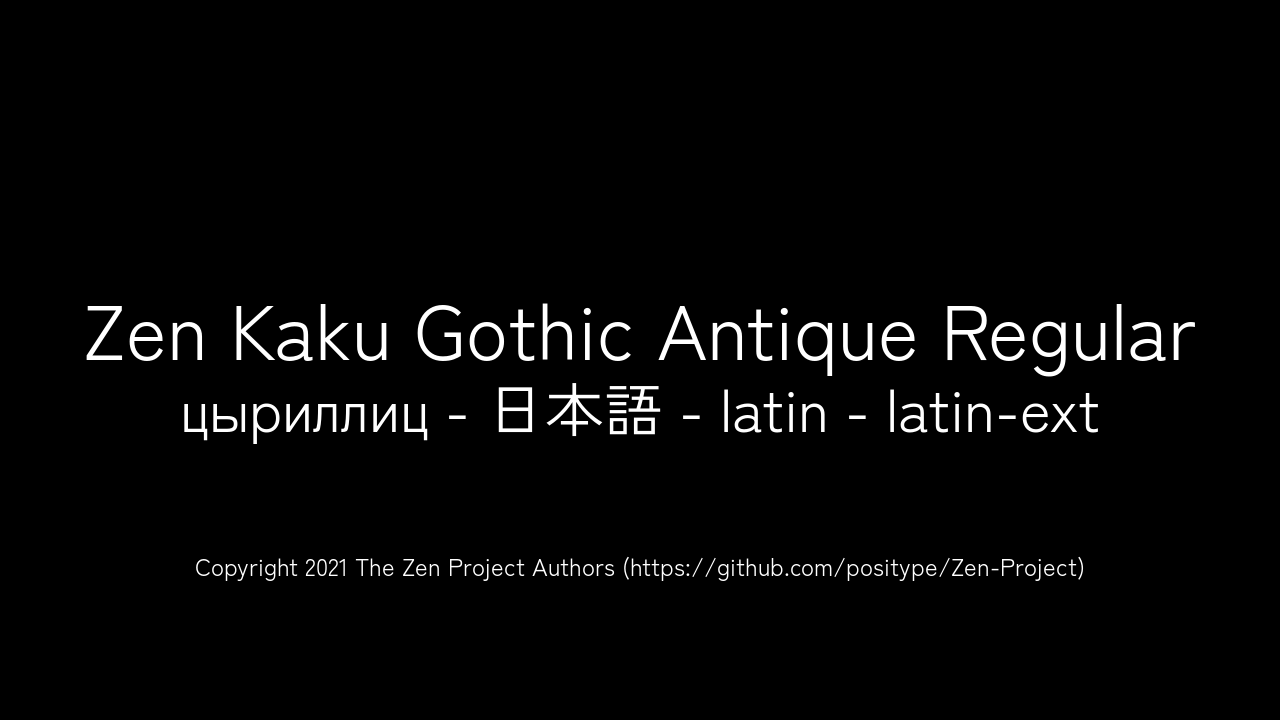 Zen Kaku Gothic Antique Regular
цыриллиц - 日本語 - latin - latin-ext
Copyright 2021 The Zen Project Authors (https://github.com/positype/Zen-Project)